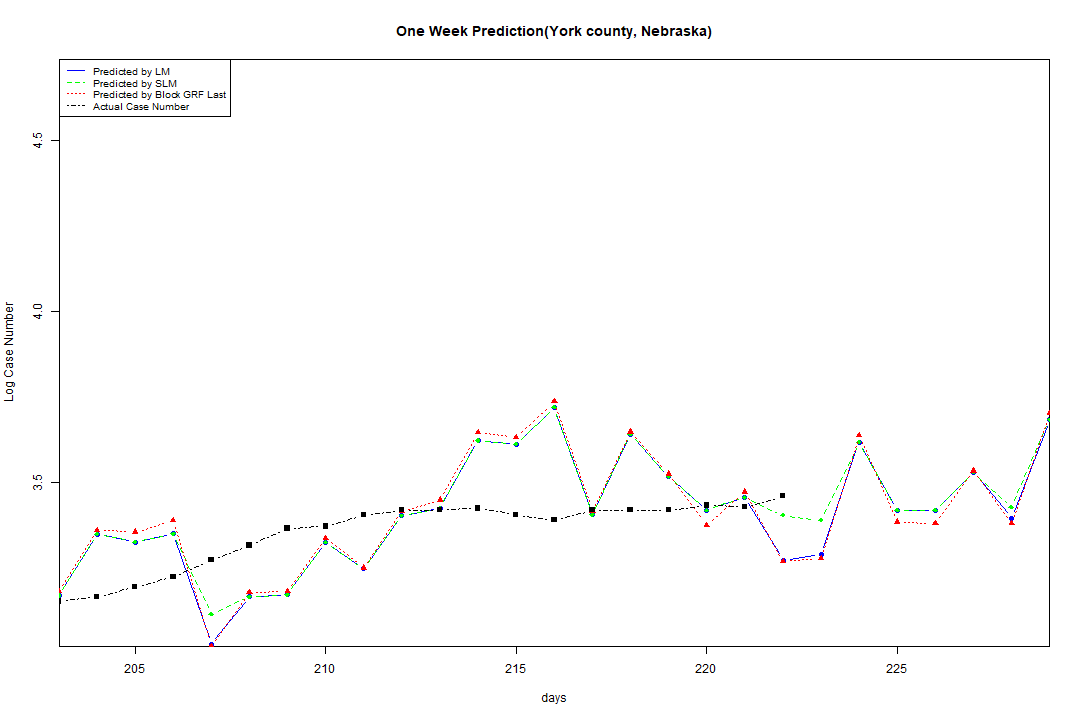 One Week Prediction(York county, Nebraska)
Predicted by LM
Predicted by SLM
Predicted by Block GRF Last
Actual Case Number
4.5
4.0
3.5
Log Case Number
205 210 215 220 225
days